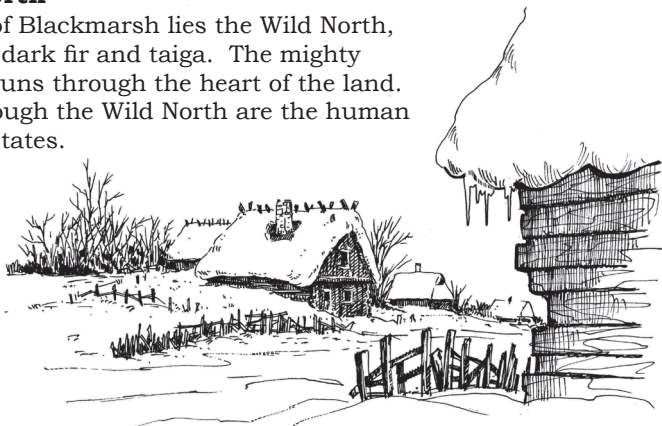 of Blackmarsh lies the Wild North,
dark fir and taiga. The mighty
uns through the heart of the land.
ough the Wild North are the human
tates.